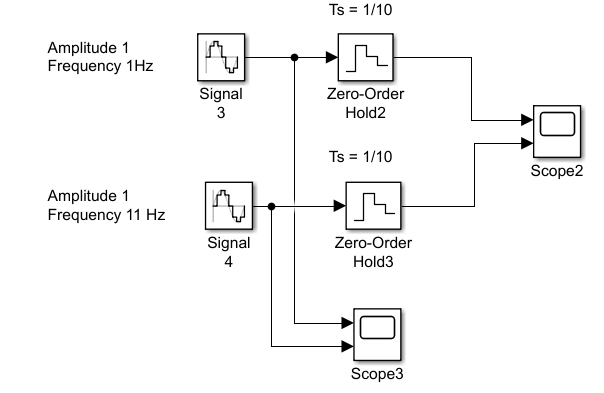 Ts = 1/10
Amplitude 1
Frequency 1Hz
Signal
3
Zero-Order
Hold2
Scope2
Ts = 1/10
Amplitude 1
Frequency 11 Hz
Signal
4
Zero-Order
Hold3
Scope3